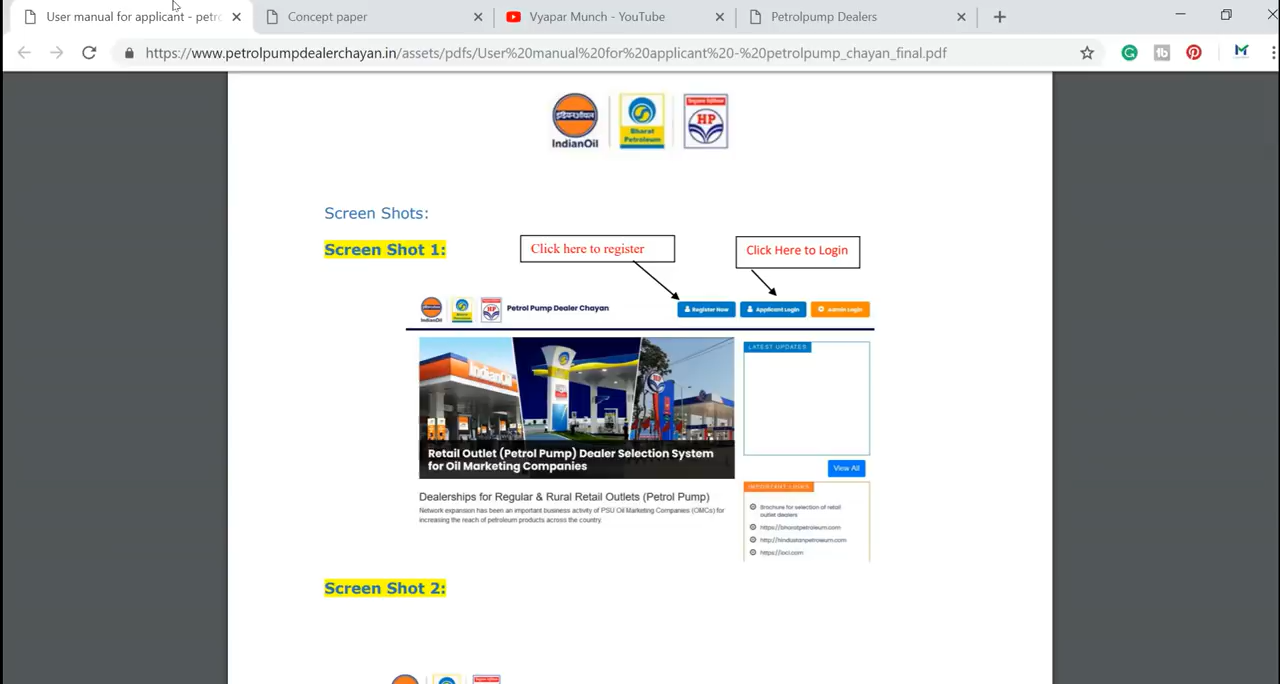 User manual for applicant - petro
Concept paper
Vyapar Munch - YouTube
Petrolpump Dealers
https://www.petrolpumpdealerchayan.in/assets/pdfs/User%20manual%20for%20applicant%20-%20petrolpump_chayan_final.pdf
इंडियनऑयल
IndianOil
Bharat
Petroleum
HP
Screen Shots:
Screen Shot 1:
Click here to register
Click Here to Login
IndianOil
HP
Petrol Pump Dealer Chayan
Register Now
Applicant Login
Admin Login
LATEST UPDATES
IndianOil
HP
Retail Outlet (Petrol Pump) Dealer Selection System
for Oil Marketing Companies
View All
IMPORTANT LINKS
Dealerships for Regular & Rural Retail Outlets (Petrol Pump)
Network expansion has been an important business activity of PSU Oil Marketing Companies (OMCs) for
increasing the reach of petroleum products across the country
Brochure for selection of retail
outlet dealers
https://bharatpetroleum.com
http://hindustanpetroleum.com
https://iocl.com
Screen Shot 2: